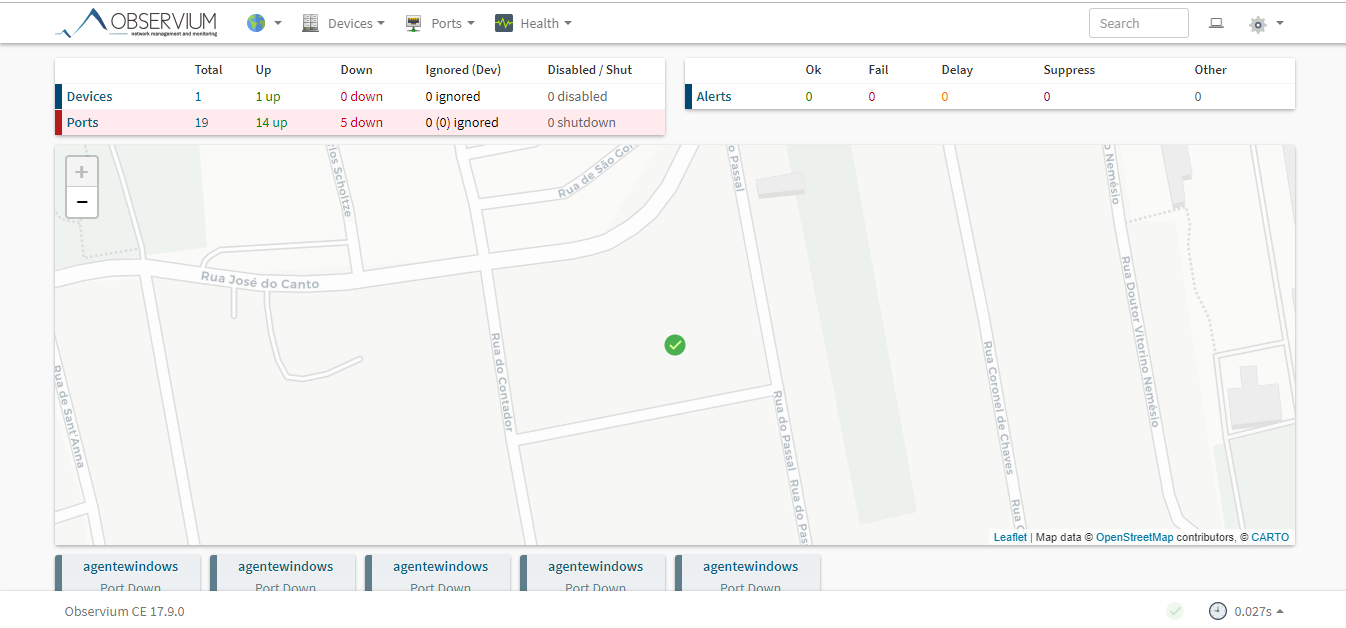 OBSERVIUM
network management and monitoring
Devices
Ports
Health
Search
Total Up Down Ignored (Dev) Disabled / Shut
Devices 1 1 up 0 down 0 ignored 0 disabled
Ports 19 14 up 5 down 0 (0) ignored 0 shutdown
Ok Fail Delay Suppress Other
Alerts 0 0 0 0 0
+
−
los Scholtze
Rua de São Go
o Passal
o Nemésio
Rua José do Canto
Rua Doutor Vitorino Nemésio
Rua do Contador
Rua Coronel de Chaves
Rua de Sant'Anna
Rua do Passal
Rua do Pas
Rua C
Leaflet | Map data © OpenStreetMap contributors, © CARTO
agentewindows agentewindows agentewindows agentewindows agentewindows
Port Down Port Down Port Down Port Down Port Down
Observium CE 17.9.0
0.027s